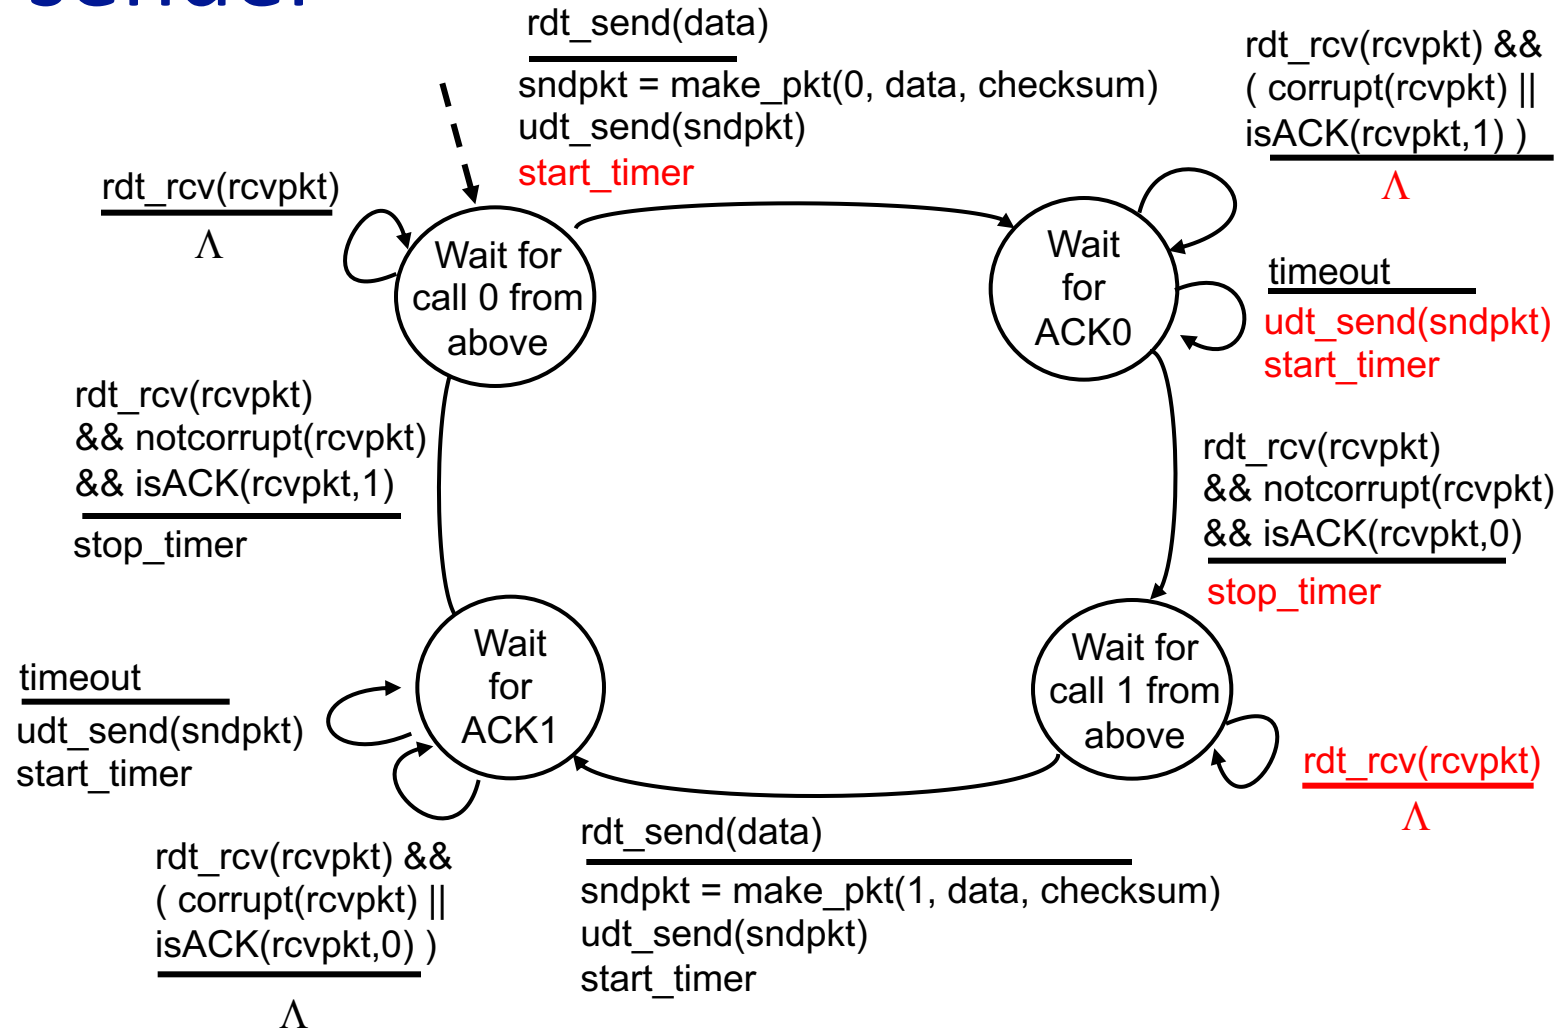 sender
rdt_send(data)
sndpkt = make_pkt(0, data, checksum)
udt_send(sndpkt)
start_timer
rdt_rcv(rcvpkt) &&
( corrupt(rcvpkt) ||
isACK(rcvpkt,1) )
Λ
rdt_rcv(rcvpkt)
Λ
Wait for
call 0 from
above
Wait
for
ACK0
timeout
udt_send(sndpkt)
start_timer
rdt_rcv(rcvpkt)
&& notcorrupt(rcvpkt)
&& isACK(rcvpkt,1)
stop_timer
rdt_rcv(rcvpkt)
&& notcorrupt(rcvpkt)
&& isACK(rcvpkt,0)
stop_timer
Wait
for
ACK1
Wait for
call 1 from
above
timeout
udt_send(sndpkt)
start_timer
rdt_rcv(rcvpkt)
Λ
rdt_rcv(rcvpkt) &&
( corrupt(rcvpkt) ||
isACK(rcvpkt,0) )
Λ
rdt_send(data)
sndpkt = make_pkt(1, data, checksum)
udt_send(sndpkt)
start_timer